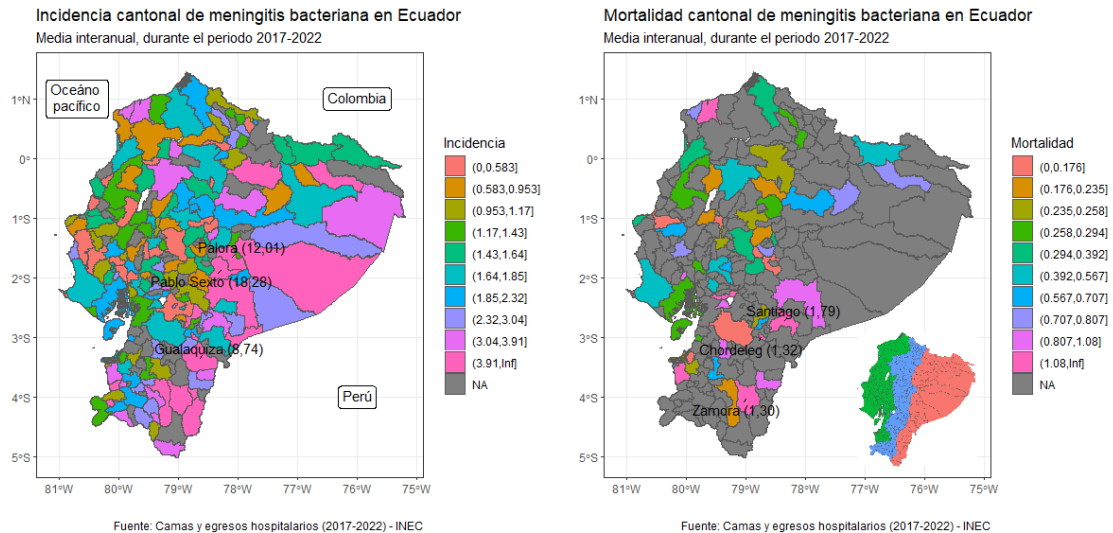 Incidencia cantonal de meningitis bacteriana en Ecuador
Media interanual, durante el periodo 2017-2022
Oceáno
pacífico
Colombia
Perú
Palora (12,01)
Pablo Sexto (18,28)
Gualaquiza (8,74)
1°N
0°
1°S
2°S
3°S
4°S
5°S
81°W
80°W
79°W
78°W
77°W
76°W
75°W
Incidencia
(0,0.583]
(0.583,0.953]
(0.953,1.17]
(1.17,1.43]
(1.43,1.64]
(1.64,1.85]
(1.85,2.32]
(2.32,3.04]
(3.04,3.91]
(3.91,Inf]
NA
Fuente: Camas y egresos hospitalarios (2017-2022) - INEC
Mortalidad cantonal de meningitis bacteriana en Ecuador
Media interanual, durante el periodo 2017-2022
Santiago (1,79)
Chordeleg (1,32)
Zamora (1,30)
1°N
0°
1°S
2°S
3°S
4°S
5°S
81°W
80°W
79°W
78°W
77°W
76°W
75°W
Mortalidad
(0,0.176]
(0.176,0.235]
(0.235,0.258]
(0.258,0.294]
(0.294,0.392]
(0.392,0.567]
(0.567,0.707]
(0.707,0.807]
(0.807,1.08]
(1.08,Inf]
NA
Fuente: Camas y egresos hospitalarios (2017-2022) - INEC